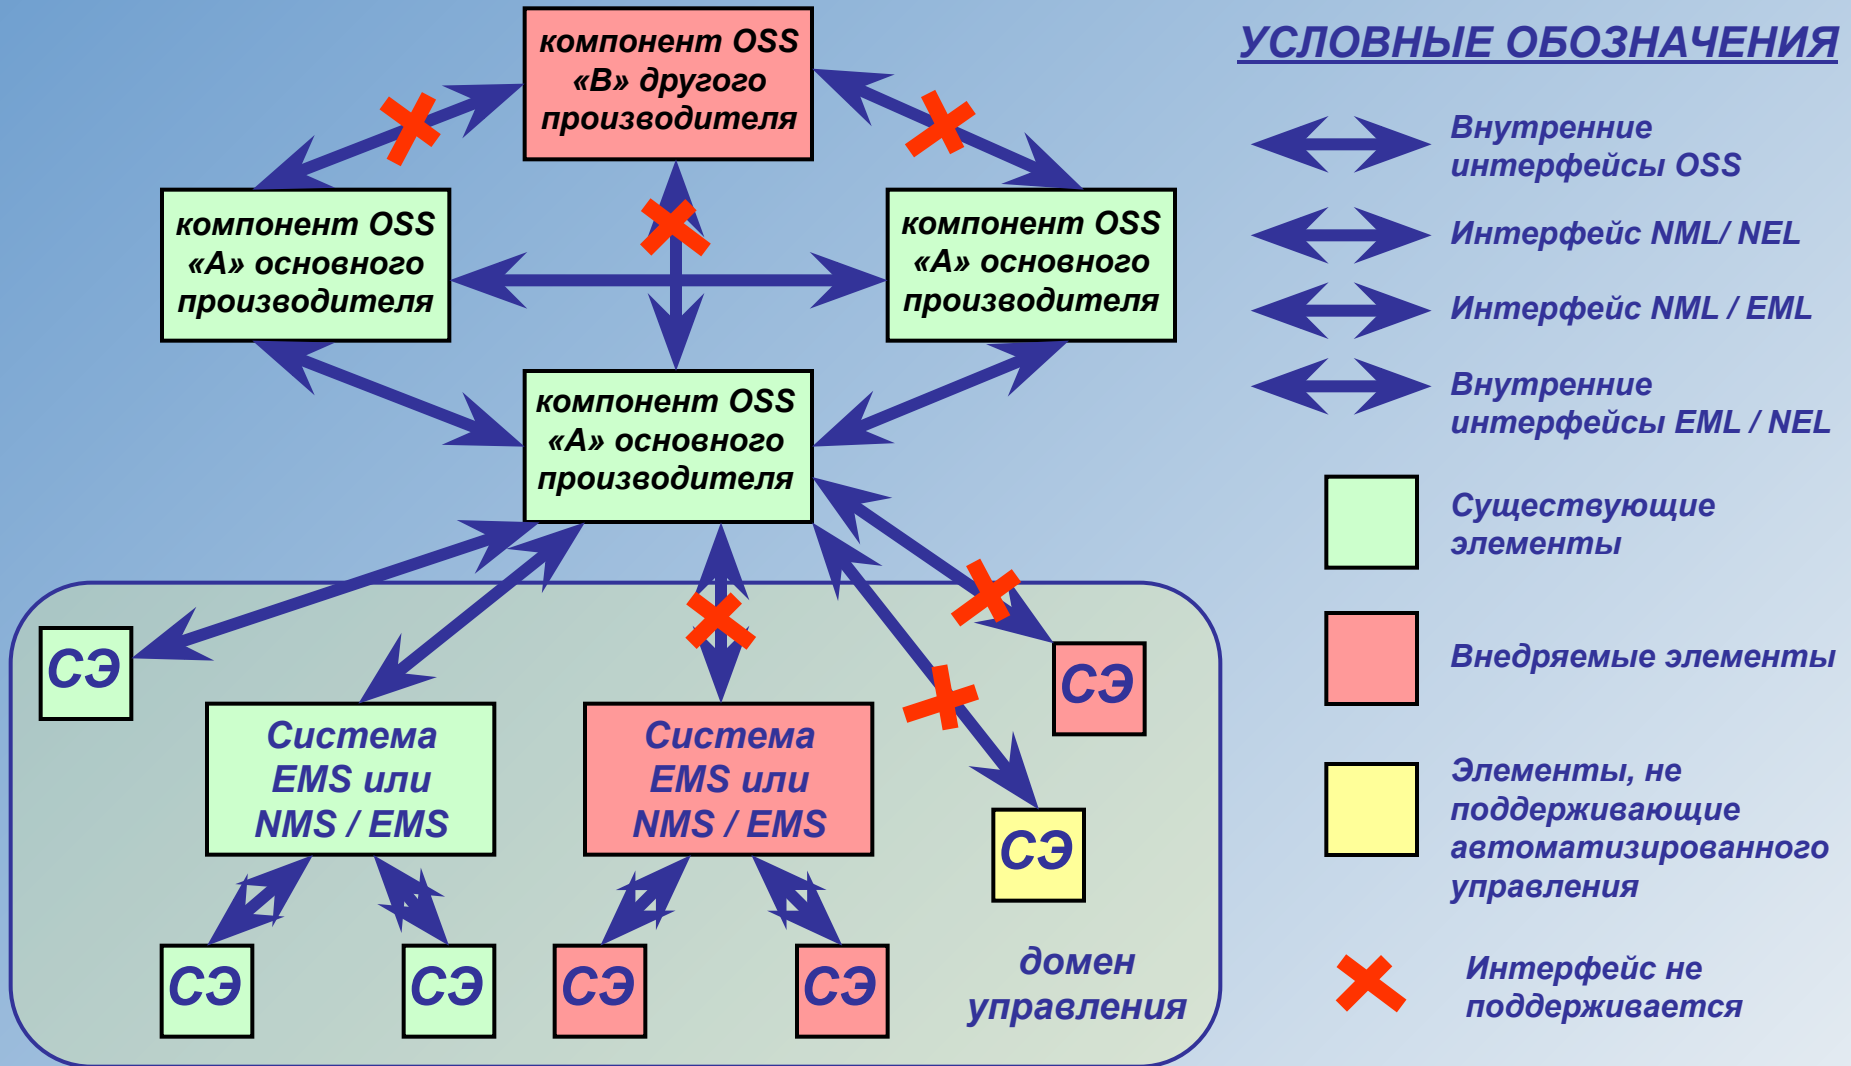 компонент OSS
«В» другого
производителя
компонент OSS
«А» основного
производителя
компонент OSS
«А» основного
производителя
компонент OSS
«А» основного
производителя
СЭ
Система
EMS или
NMS / EMS
Система
EMS или
NMS / EMS
СЭ
СЭ
СЭ
СЭ
СЭ
СЭ
домен
управления
УСЛОВНЫЕ ОБОЗНАЧЕНИЯ
Внутренние
интерфейсы OSS
Интерфейс NML/ NEL
Интерфейс NML / EML
Внутренние
интерфейсы EML / NEL
Существующие
элементы
Внедряемые элементы
Элементы, не
поддерживающие
автоматизированного
управления
Интерфейс не
поддерживается